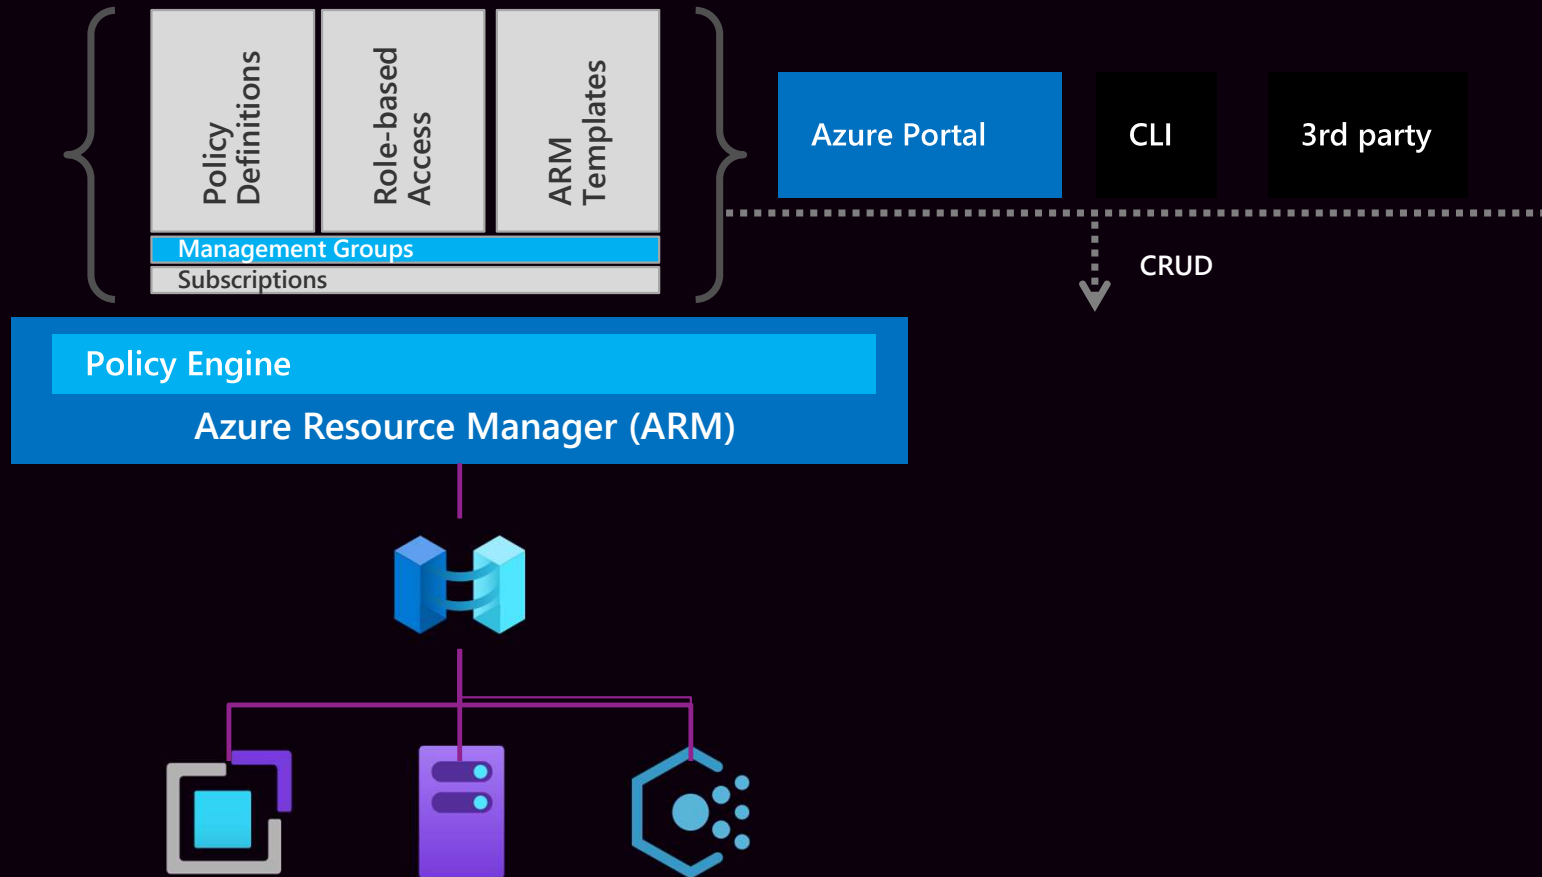 Policy
Definitions
Role-based
Access
ARM
Templates
Management Groups
Subscriptions
Azure Portal
CLI
3rd party
CRUD
Policy Engine
Azure Resource Manager (ARM)